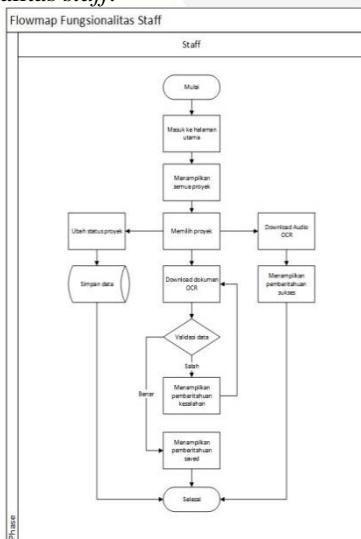 Flowmap Fungsionalitas Staff
Staff
Mulai
Masuk ke halaman
utama
Menampilkan
semua proyek
Ubah status proyek
Memilih proyek
Download Audio
OCR
Simpan data
Download dokumen
OCR
Menampilkan
pemberitahuan
sukses
Validasi data
Salah
Benar
Menampilkan
pemberitahuan
kesalahan
Menampilkan
pemberitahuan
saved
Selesai
Phase